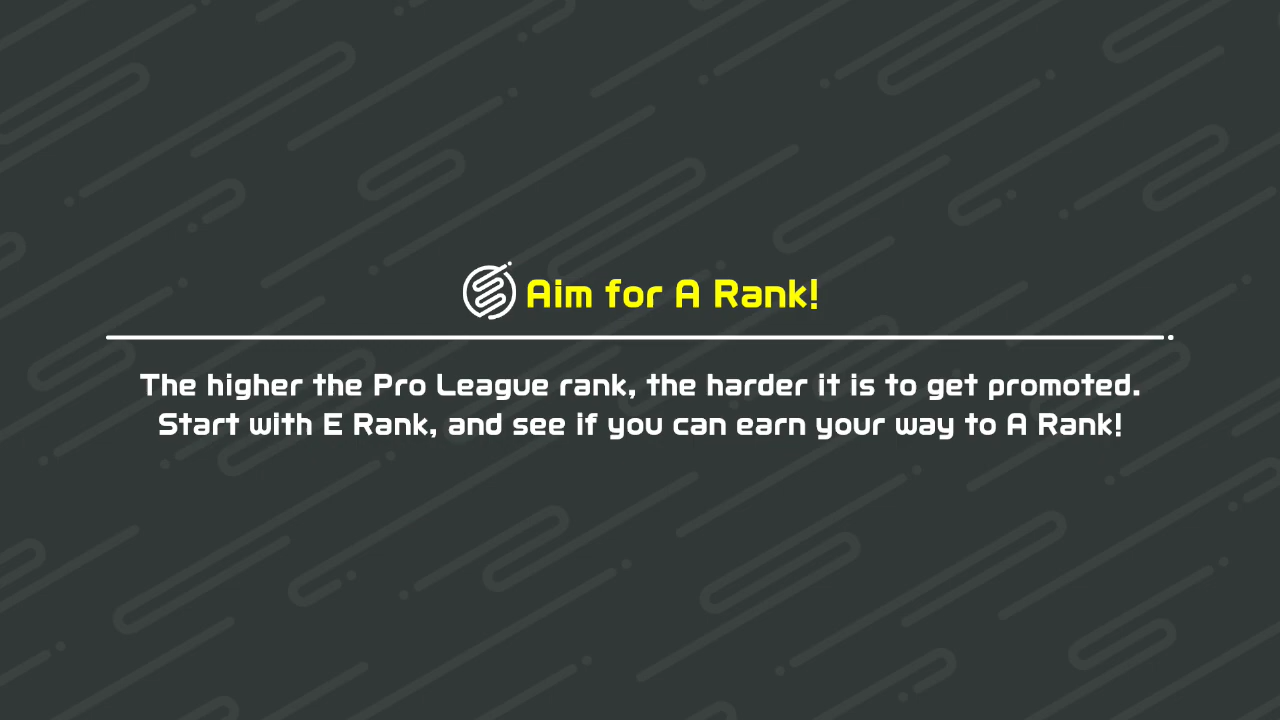 Aim for A Rank!
The higher the Pro League rank, the harder it is to get promoted.
Start with E Rank, and see if you can earn your way to A Rank!